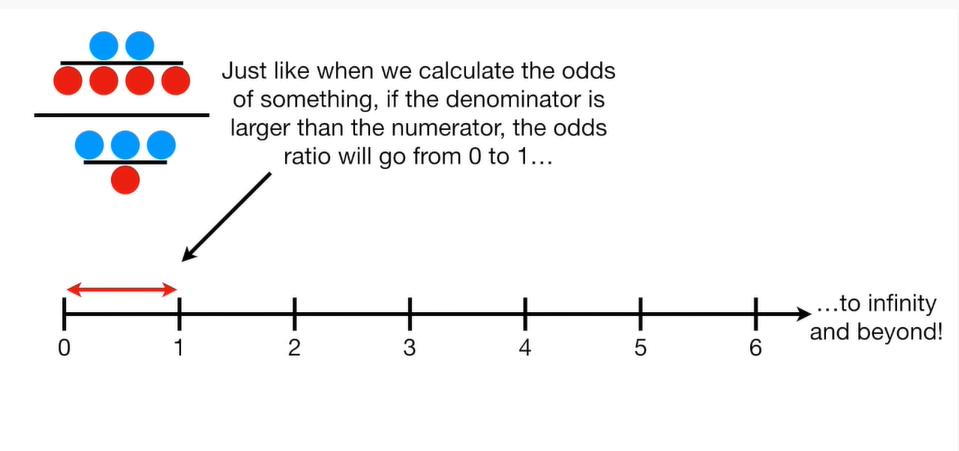 Just like when we calculate the odds
of something, if the denominator is
larger than the numerator, the odds
ratio will go from 0 to 1…
…to infinity
and beyond!
0 1 2 3 4 5 6